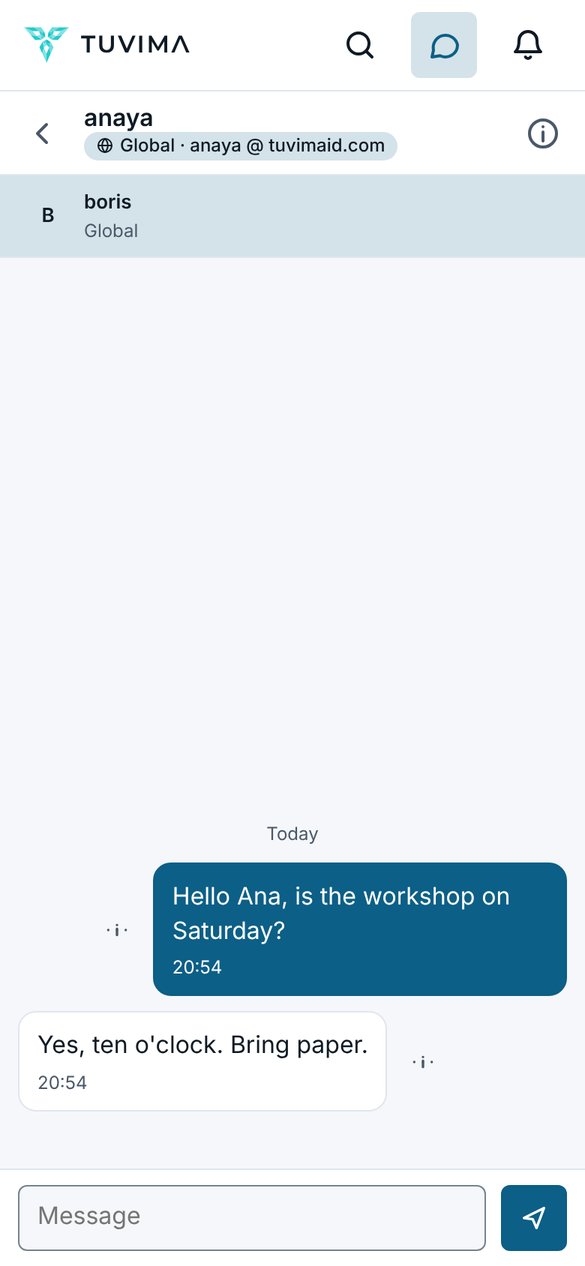 TUVIMA
anaya
Global · anaya @ tuvimaid.com
B
boris
Global
Today
Hello Ana, is the workshop on
Saturday?
20:54
Yes, ten o'clock. Bring paper.
20:54
Message